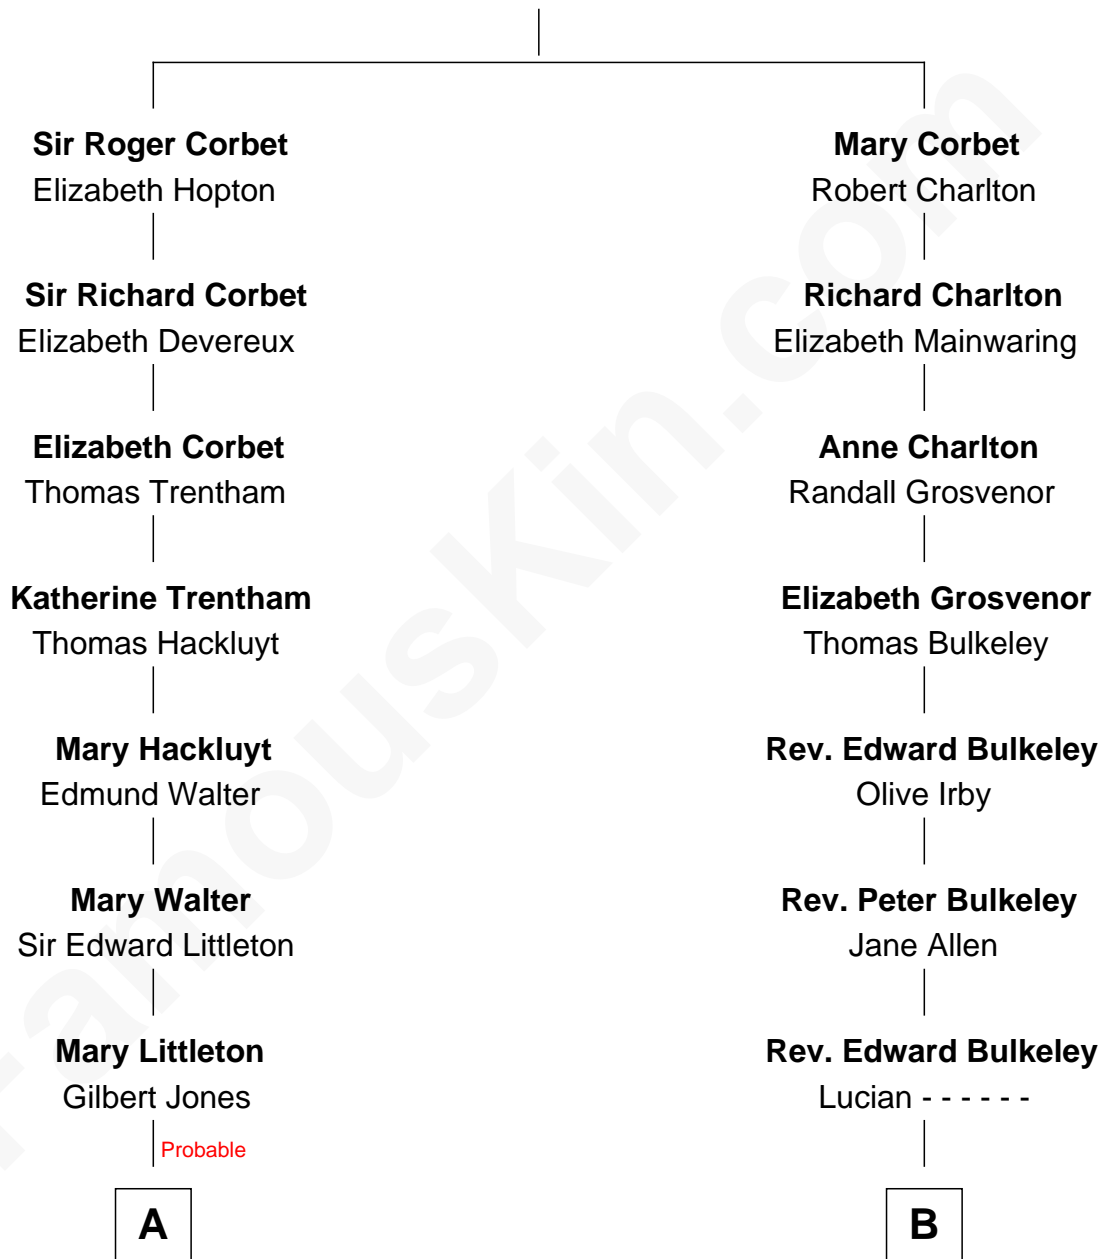 Sir Roger Corbet
Elizabeth Hopton
Sir Richard Corbet
Elizabeth Devereux
Elizabeth Corbet
Thomas Trentham
Katherine Trentham
Thomas Hackluyt
Mary Hackluyt
Edmund Walter
Mary Walter
Sir Edward Littleton
Mary Littleton
Gilbert Jones
Probable
A
Mary Corbet
Robert Charlton
Richard Charlton
Elizabeth Mainwaring
Anne Charlton
Randall Grosvenor
Elizabeth Grosvenor
Thomas Bulkeley
Rev. Edward Bulkeley
Olive Irby
Rev. Peter Bulkeley
Jane Allen
Rev. Edward Bulkeley
Lucian - - - - - -
B
FamousKin.com